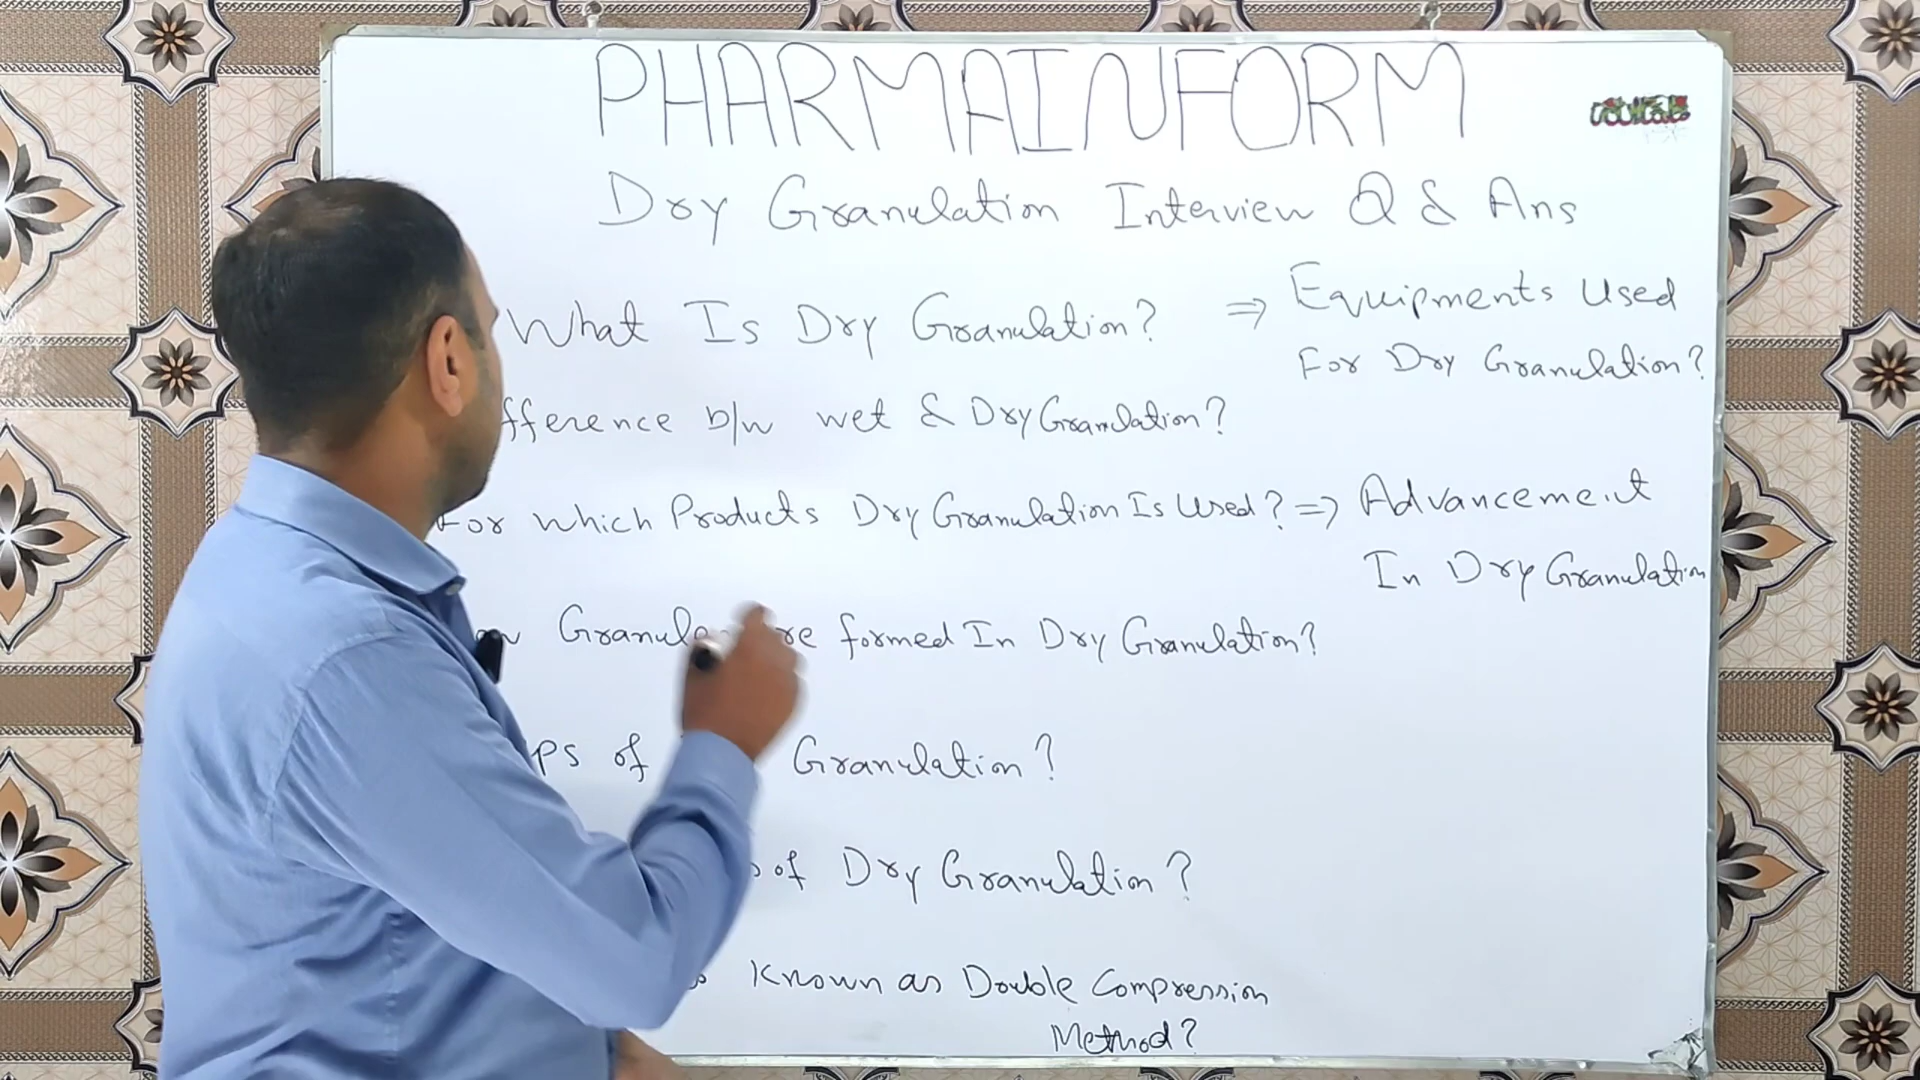 PHARMAINFORM
Dry Granulation Interview Q & Ans
What Is Dry Granulation?
⇒ Equipments Used
For Dry Granulation?
fference b/w wet & Dry Granulation?
For which Products Dry Granulation Is Used?
⇒ Advancement
In Dry Granulation
Granules re formed In Dry Granulation?
ps of Granulation?
of Dry Granulation?
Known as Double Compression
Method?